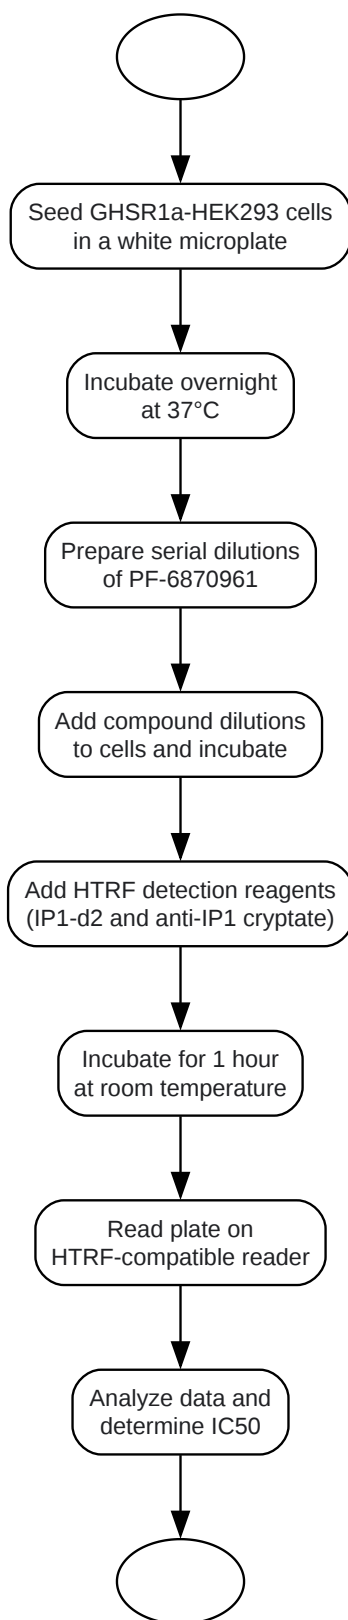 Seed GHSR1a-HEK293 cells
in a white microplate
Incubate overnight
at 37°C
Prepare serial dilutions
of PF-6870961
Add compound dilutions
to cells and incubate
Add HTRF detection reagents
(IP1-d2 and anti-IP1 cryptate)
Incubate for 1 hour
at room temperature
Read plate on
HTRF-compatible reader
Analyze data and
determine IC50